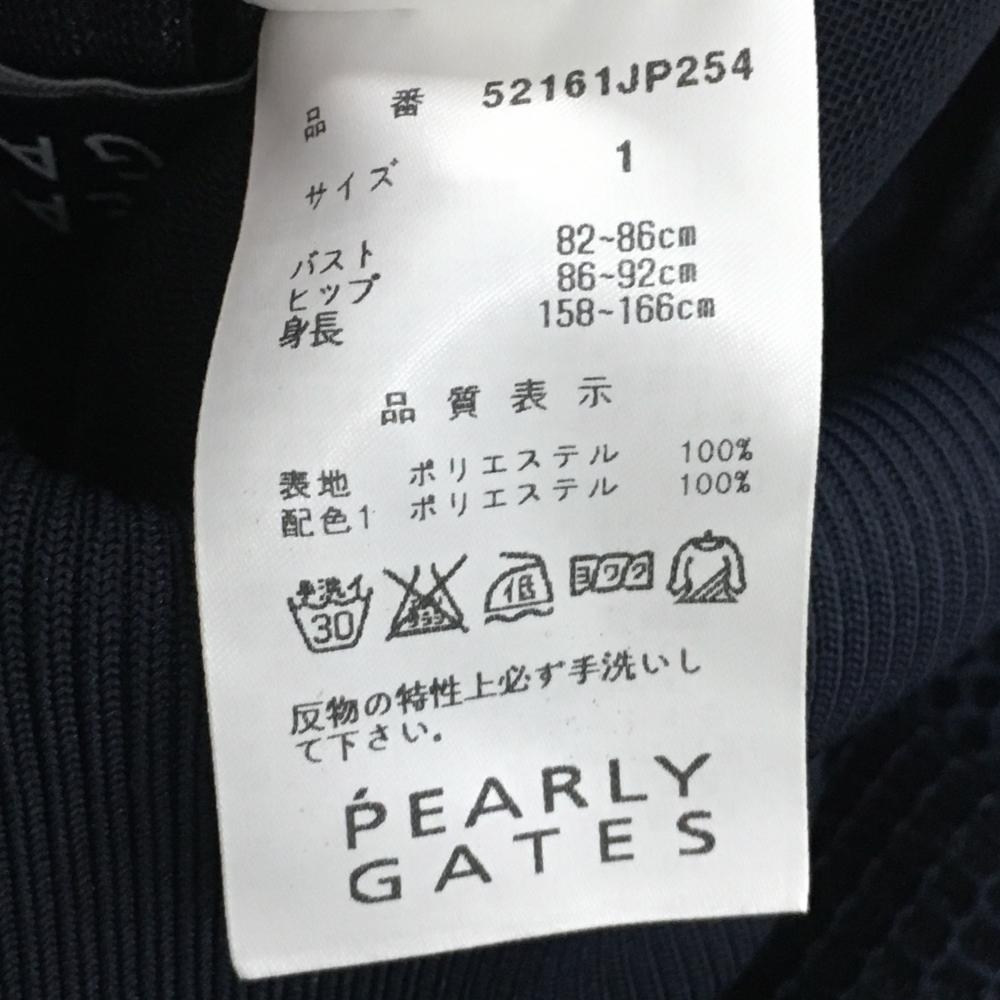 品番 52161JP254
サイズ 1
バスト 82~86cm
ヒップ 86~92cm
身長 158~166cm
品質表示
表地 ポリエステル 100%
配色1 ポリエステル 100%
手洗イ 30 低 ヨワク
反物の特性上必ず手洗いし
て下さい。
PEARLY
GATES